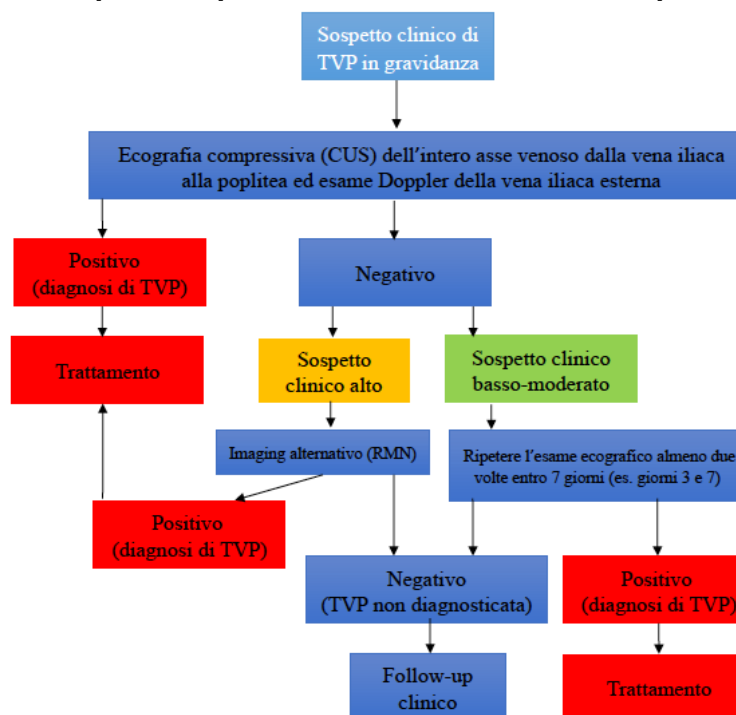 Sospetto clinico di
TVP in gravidanza
Ecografia compressiva (CUS) dell'intero asse venoso dalla vena iliaca
alla poplitea ed esame Doppler della vena iliaca esterna
Positivo
(diagnosi di TVP)
Negativo
Trattamento
Sospetto
clinico alto
Sospetto clinico
basso-moderato
Imaging alternativo (RMN)
Ripetere l'esame ecografico almeno due
volte entro 7 giorni (es. giorni 3 e 7)
Positivo
(diagnosi di TVP)
Negativo
(TVP non diagnosticata)
Positivo
(diagnosi di TVP)
Follow-up
clinico
Trattamento